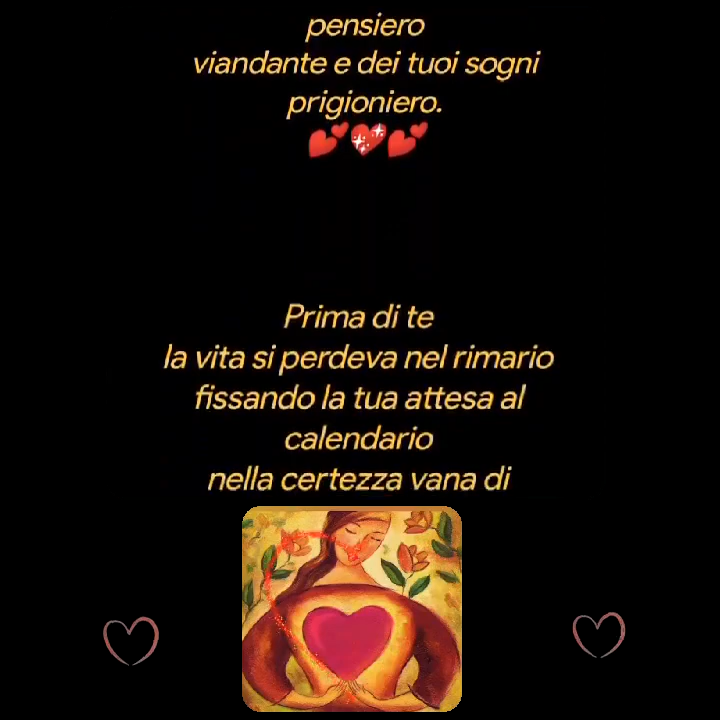 pensiero
viandante e dei tuoi sogni
prigioniero.
💕💖💕
Prima di te
la vita si perdeva nel rimario
fissando la tua attesa al
calendario
nella certezza vana di